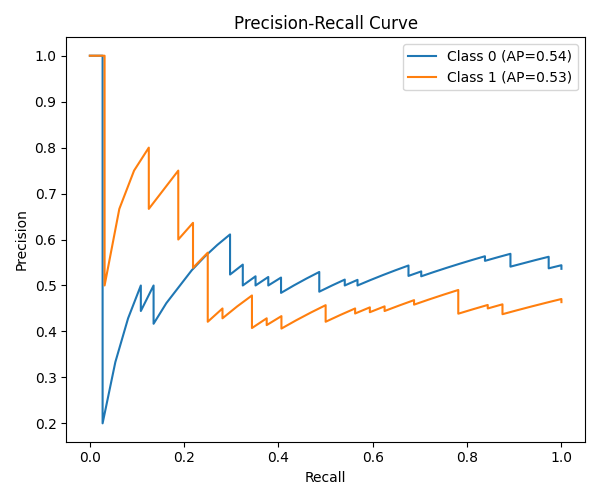 Precision-Recall Curve
Class 0 (AP=0.54)
Class 1 (AP=0.53)
Precision
1.0
0.9
0.8
0.7
0.6
0.5
0.4
0.3
0.2
0.0 0.2 0.4 0.6 0.8 1.0
Recall